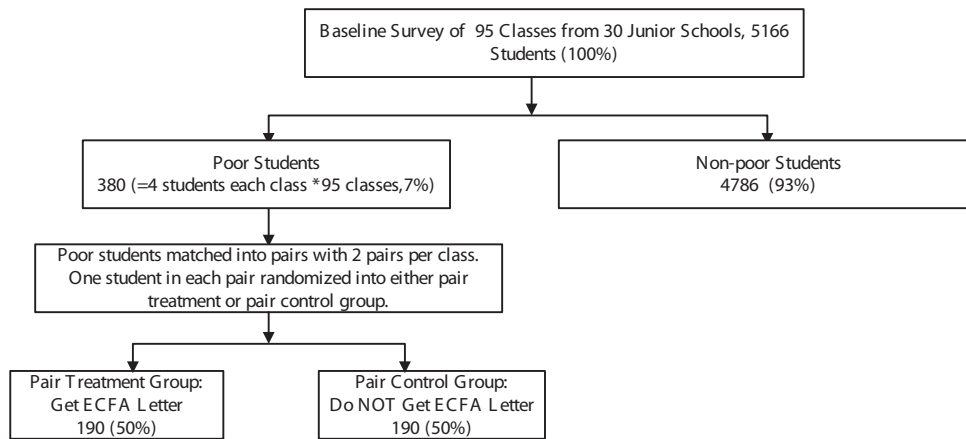 Baseline Survey of 95 Classes from 30 Junior Schools, 5166
Students (100%)
Poor Students
380 (=4 students each class *95 classes,7%)
Non-poor Students
4786 (93%)
Poor students matched into pairs with 2 pairs per class.
One student in each pair randomized into either pair
treatment or pair control group.
Pair Treatment Group:
Get ECFA Letter
190 (50%)
Pair Control Group:
Do NOT Get ECFA Letter
190 (50%)